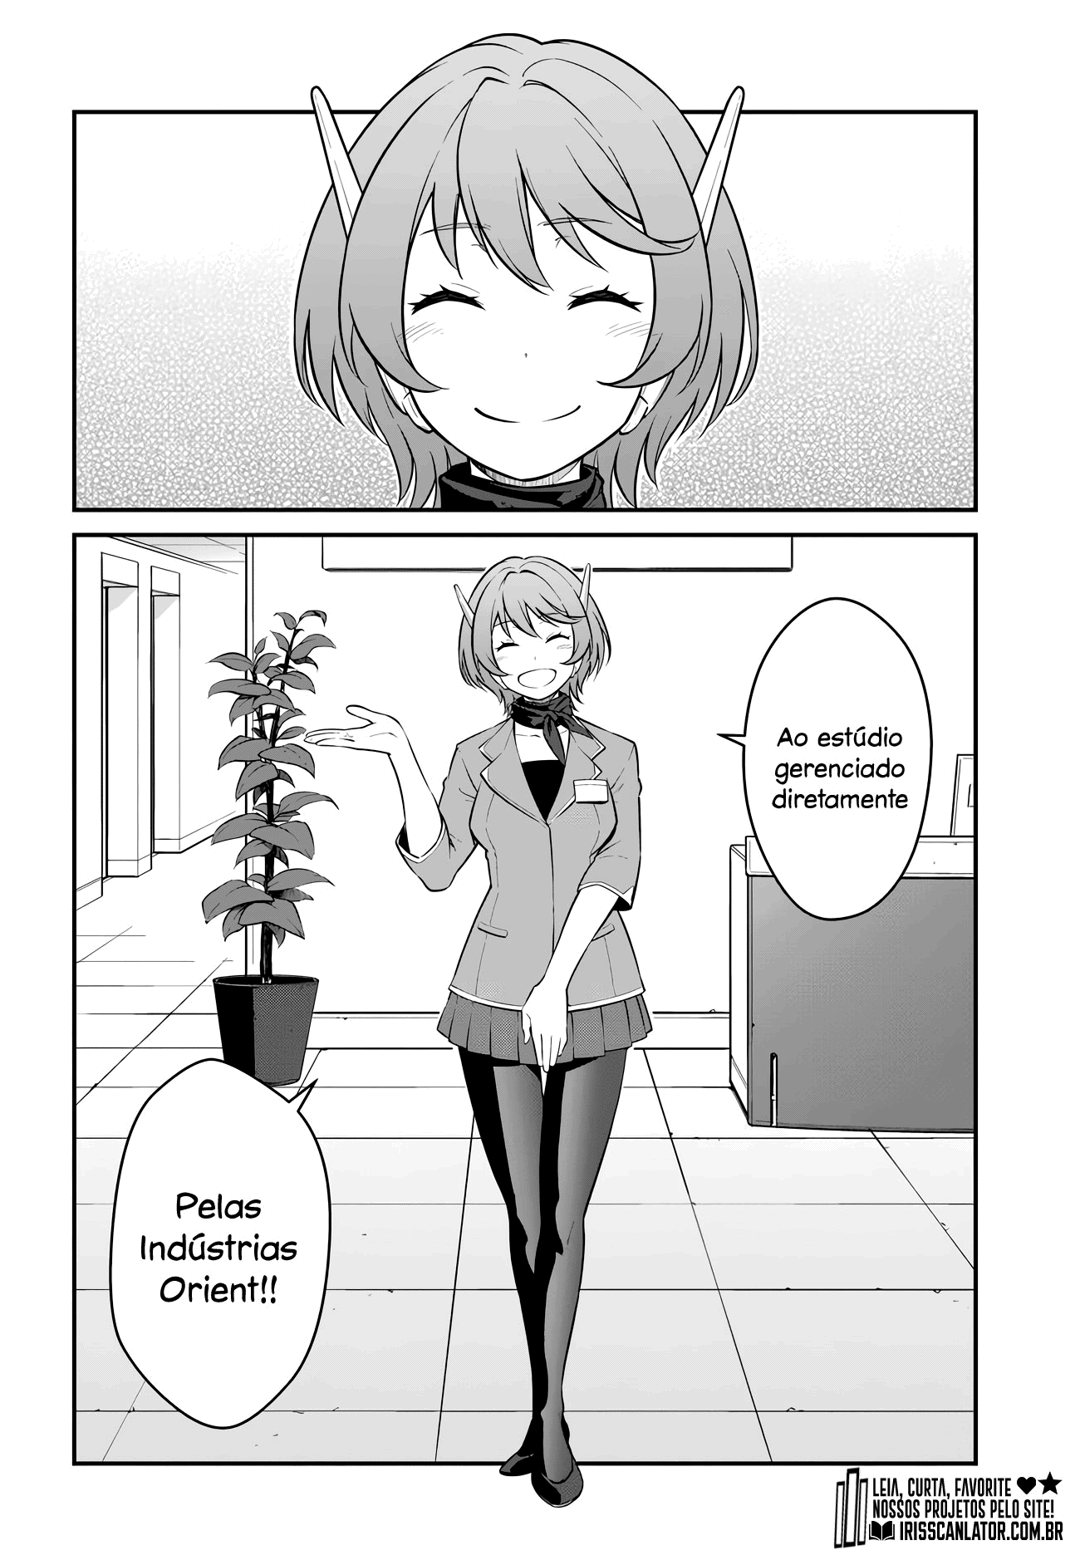 Ao estúdio
gerenciado
diretamente
Pelas
Indústrias
Orient!!
LEIA, CURTA, FAVORITE ♥★
NOSSOS PROJETOS PELO SITE!
IRISSCANLATOR.COM.BR